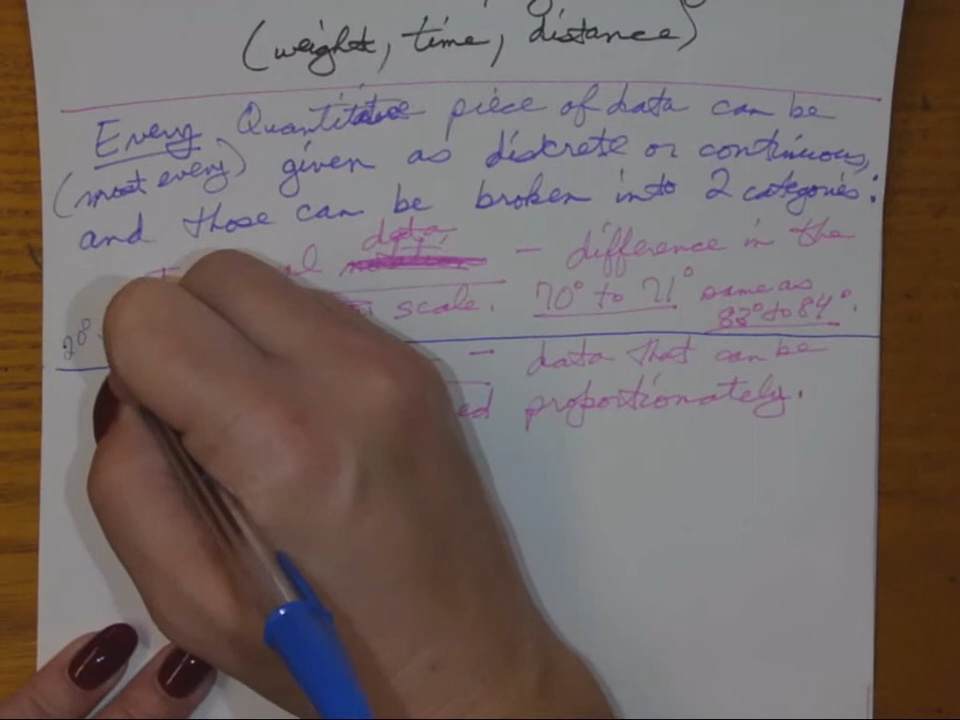 (weight, time, distance)
Every Quantitative piece of data can be
(most every) given as discrete or continuous,
and those can be broken into 2 categories:
data
- difference in the
scale. 70° to 71° same as
83° to 84°.
20°
- data that can be
ed proportionately.